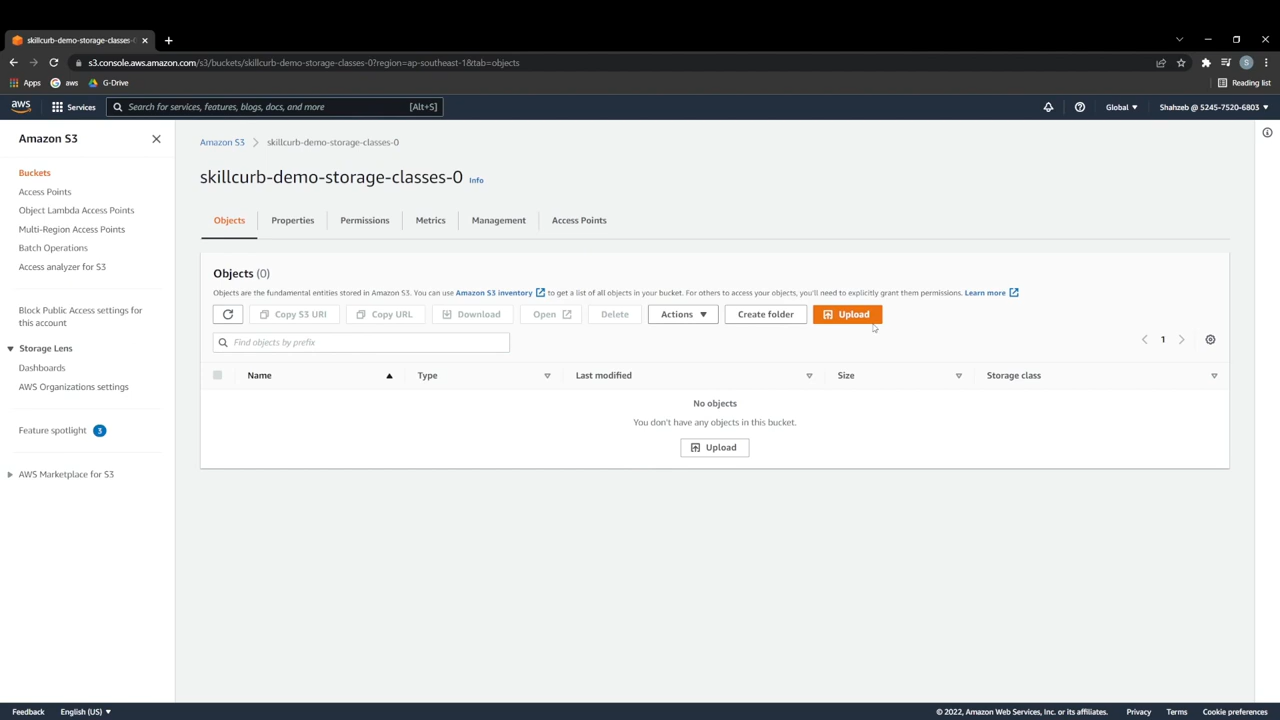 skillcurb-demo-storage-classes-0
s3.console.aws.amazon.com/s3/buckets/skillcurb-demo-storage-classes-0?region=ap-southeast-1&tab=objects
S
Apps
aws
G-Drive
Reading list
aws
Services
Search for services, features, blogs, docs, and more
[Alt+S]
Global
Shahzeb @ 5245-7520-6803
Amazon S3
Buckets
Access Points
Object Lambda Access Points
Multi-Region Access Points
Batch Operations
Access analyzer for S3
Block Public Access settings for
this account
Storage Lens
Dashboards
AWS Organizations settings
Feature spotlight 3
AWS Marketplace for S3
Amazon S3 > skillcurb-demo-storage-classes-0
skillcurb-demo-storage-classes-0 Info
Objects Properties Permissions Metrics Management Access Points
Objects (0)
Objects are the fundamental entities stored in Amazon S3. You can use Amazon S3 inventory to get a list of all objects in your bucket. For others to access your objects, you'll need to explicitly grant them permissions. Learn more
Copy S3 URI Copy URL Download Open Delete Actions Create folder Upload
Find objects by prefix
1
Name Type Last modified Size Storage class
No objects
You don't have any objects in this bucket.
Upload
Feedback English (US) © 2022, Amazon Web Services, Inc. or its affiliates. Privacy Terms Cookie preferences